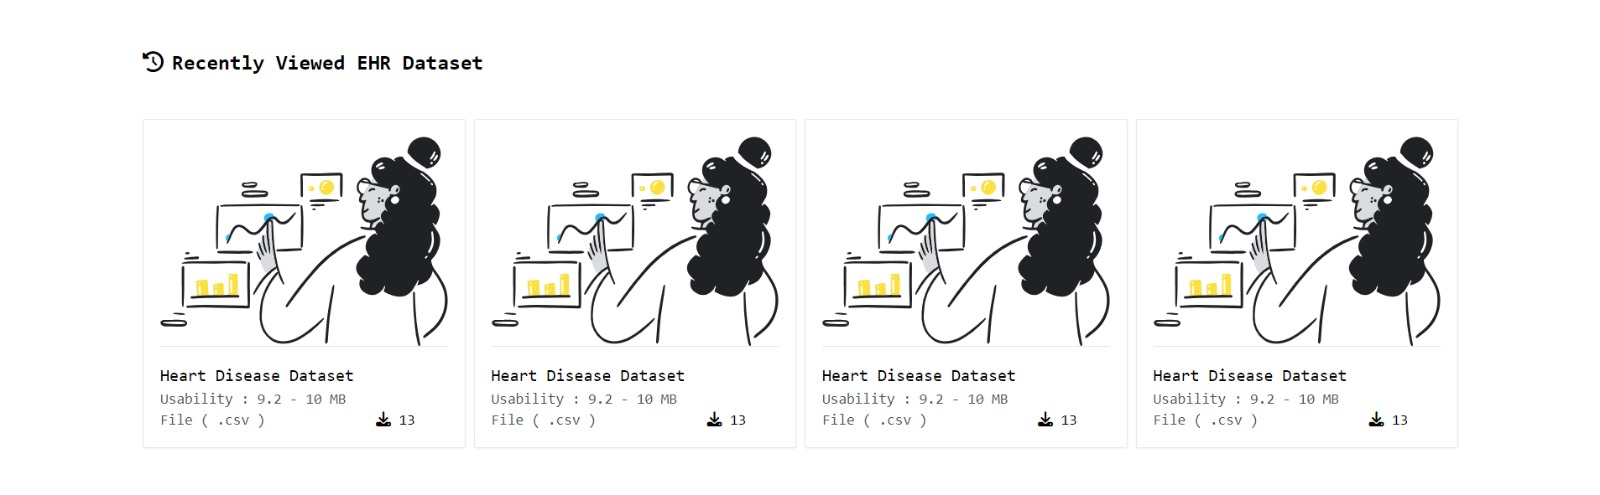 Recently Viewed EHR Dataset
Heart Disease Dataset
Usability : 9.2 - 10 MB
File ( .csv ) 13
Heart Disease Dataset
Usability : 9.2 - 10 MB
File ( .csv ) 13
Heart Disease Dataset
Usability : 9.2 - 10 MB
File ( .csv ) 13
Heart Disease Dataset
Usability : 9.2 - 10 MB
File ( .csv ) 13